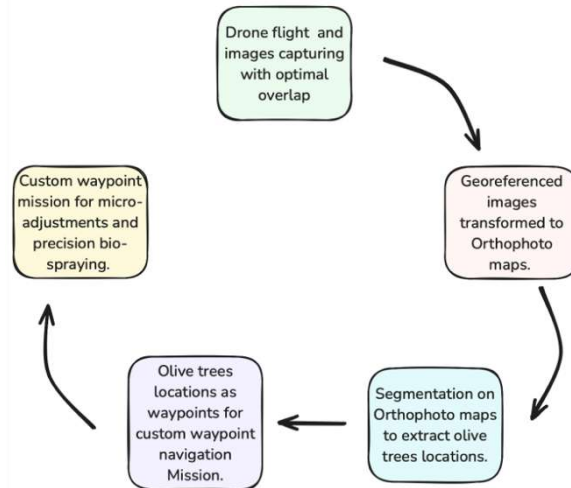 Drone flight and
images capturing
with optimal
overlap
Georeferenced
images
transformed to
Orthophoto
maps.
Segmentation on
Orthophoto maps
to extract olive
trees locations.
Olive trees
locations as
waypoints for
custom waypoint
navigation
Mission.
Custom waypoint
mission for micro-
adjustments and
precision bio-
spraying.